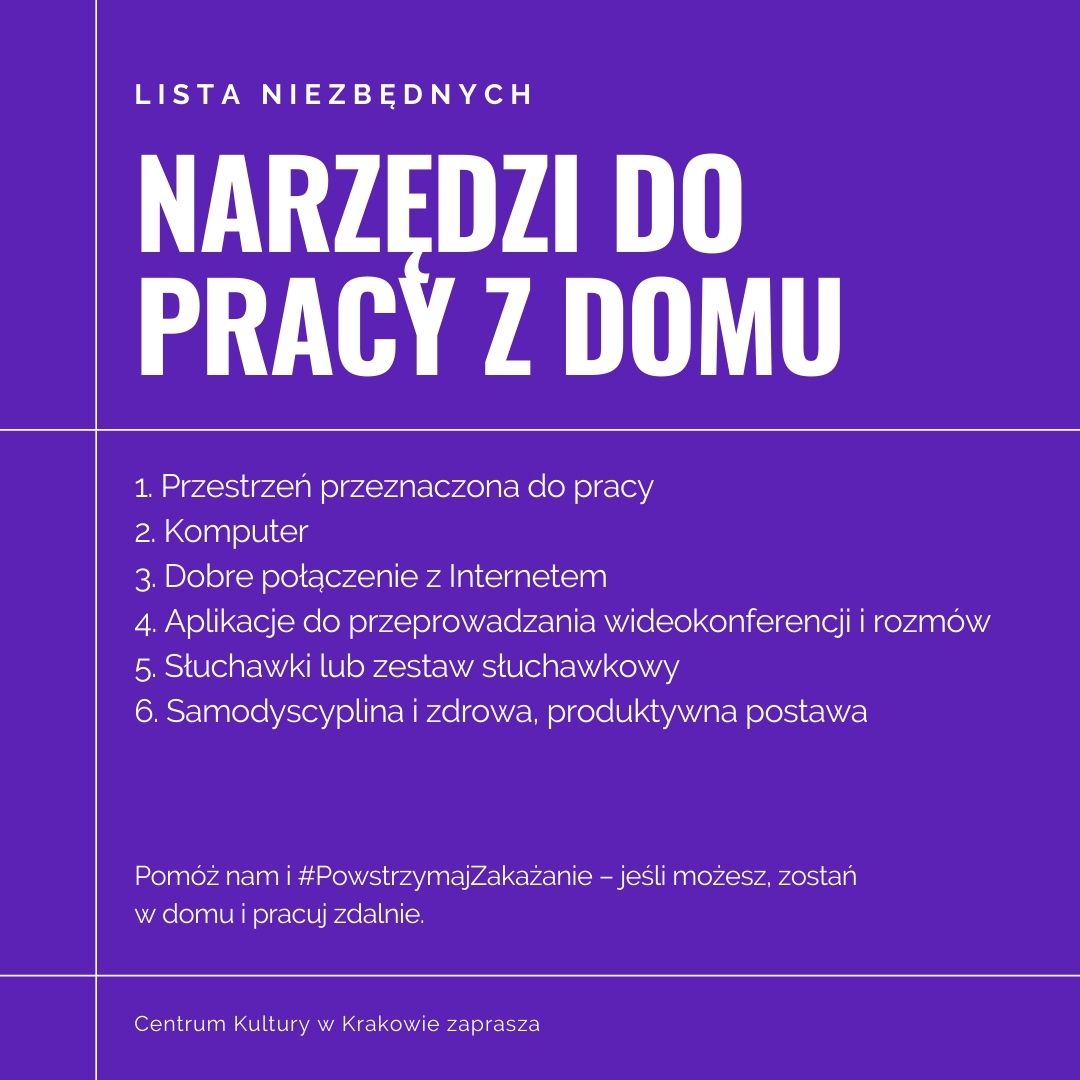 LISTA NIEZBĘDNYCH
NARZĘDZI DO
PRACY Z DOMU
1. Przestrzeń przeznaczona do pracy
2. Komputer
3. Dobre połączenie z Internetem
4. Aplikacje do przeprowadzania wideokonferencji i rozmów
5. Słuchawki lub zestaw słuchawkowy
6. Samodyscyplina i zdrowa, produktywna postawa
Pomóż nam i #PowstrzymajZakażanie – jeśli możesz, zostań
w domu i pracuj zdalnie.
Centrum Kultury w Krakowie zaprasza